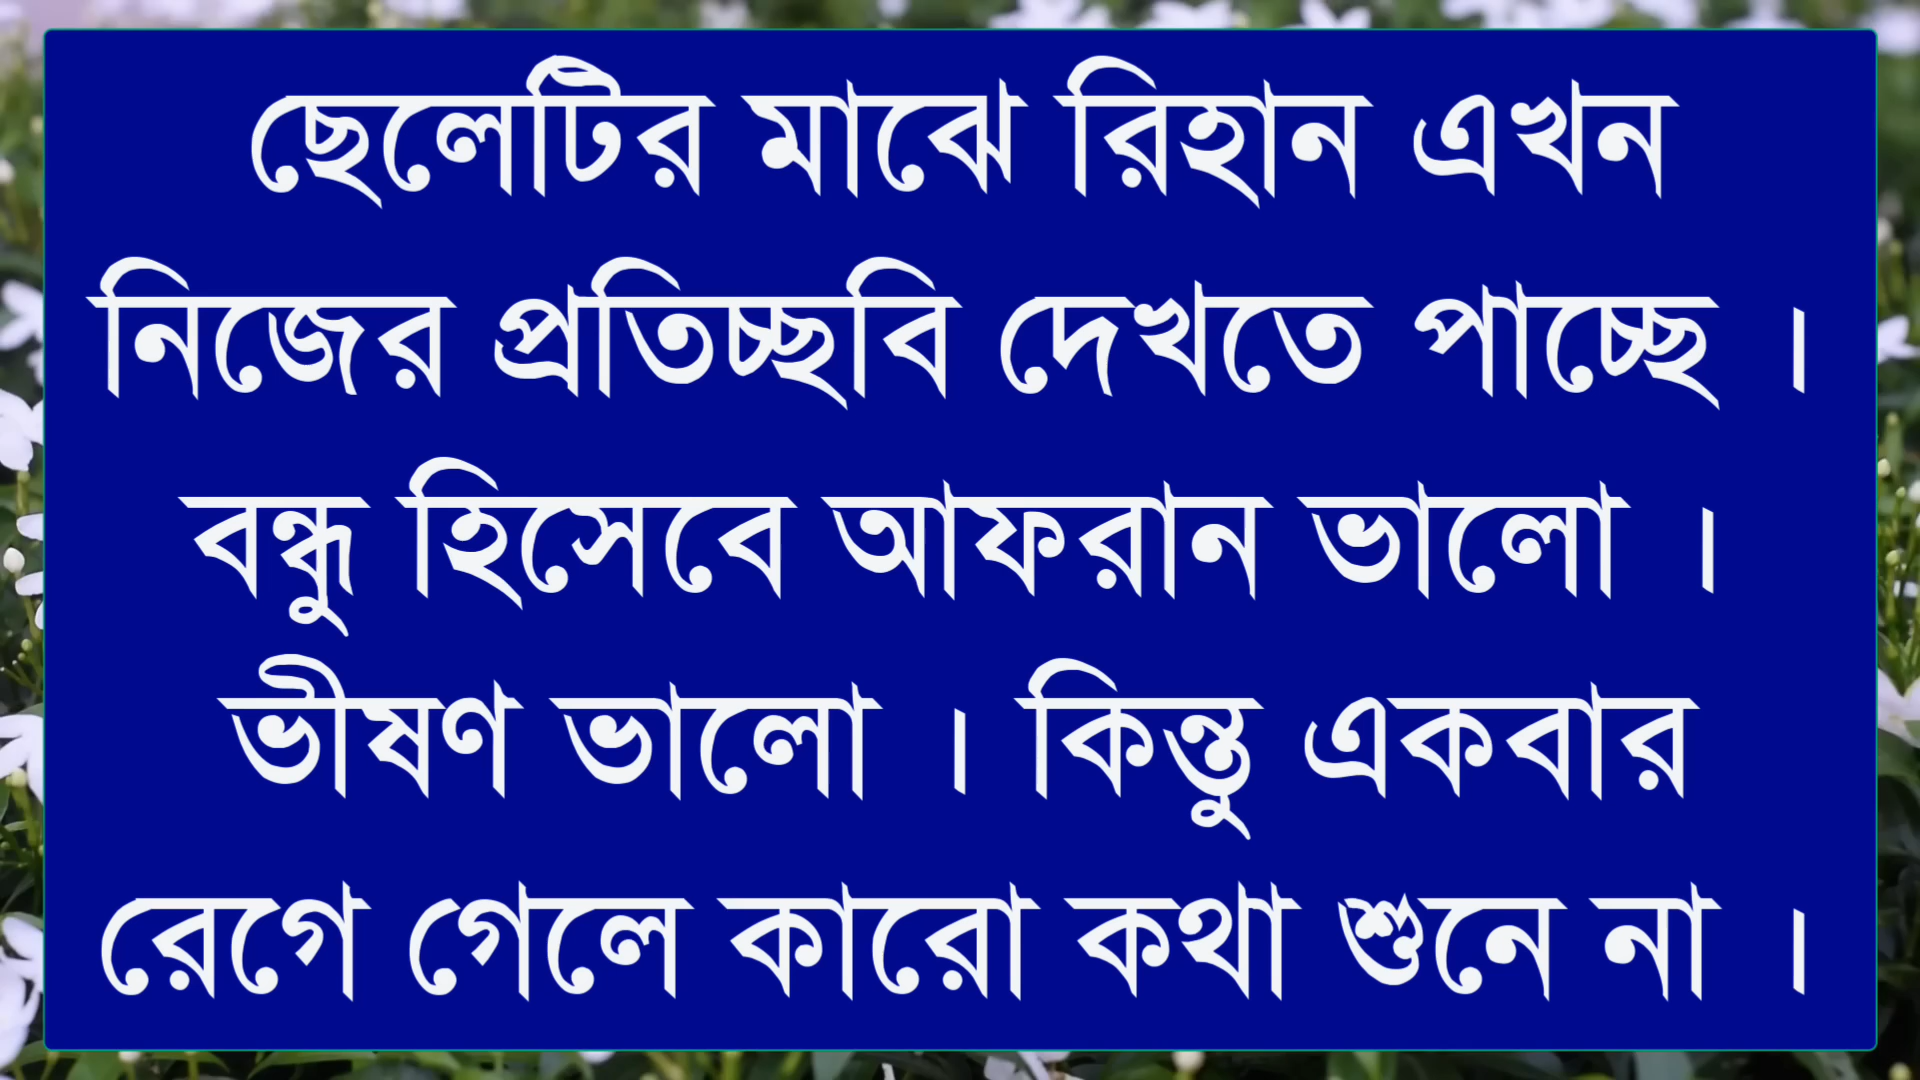 ছেলেটির মাঝে রিহান এখন
নিজের প্রতিচ্ছবি দেখতে পাচ্ছে ।
বন্ধু হিসেবে আফরান ভালো ।
ভীষণ ভালো । কিন্তু একবার
রেগে গেলে কারো কথা শুনে না ।